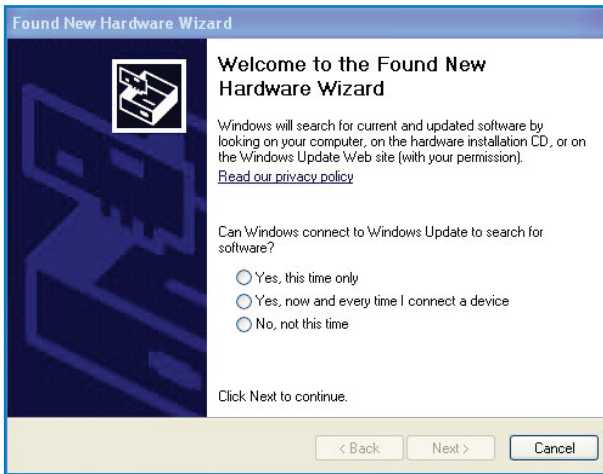 Found New Hardware Wizard
Welcome to the Found New
Hardware Wizard
Windows will search for current and updated software by
looking on your computer, on the hardware installation CD, or on
the Windows Update Web site (with your permission).
Read our privacy policy
Can Windows connect to Windows Update to search for
software?
Yes, this time only
Yes, now and every time I connect a device
No, not this time
Click Next to continue.
< Back Next > Cancel